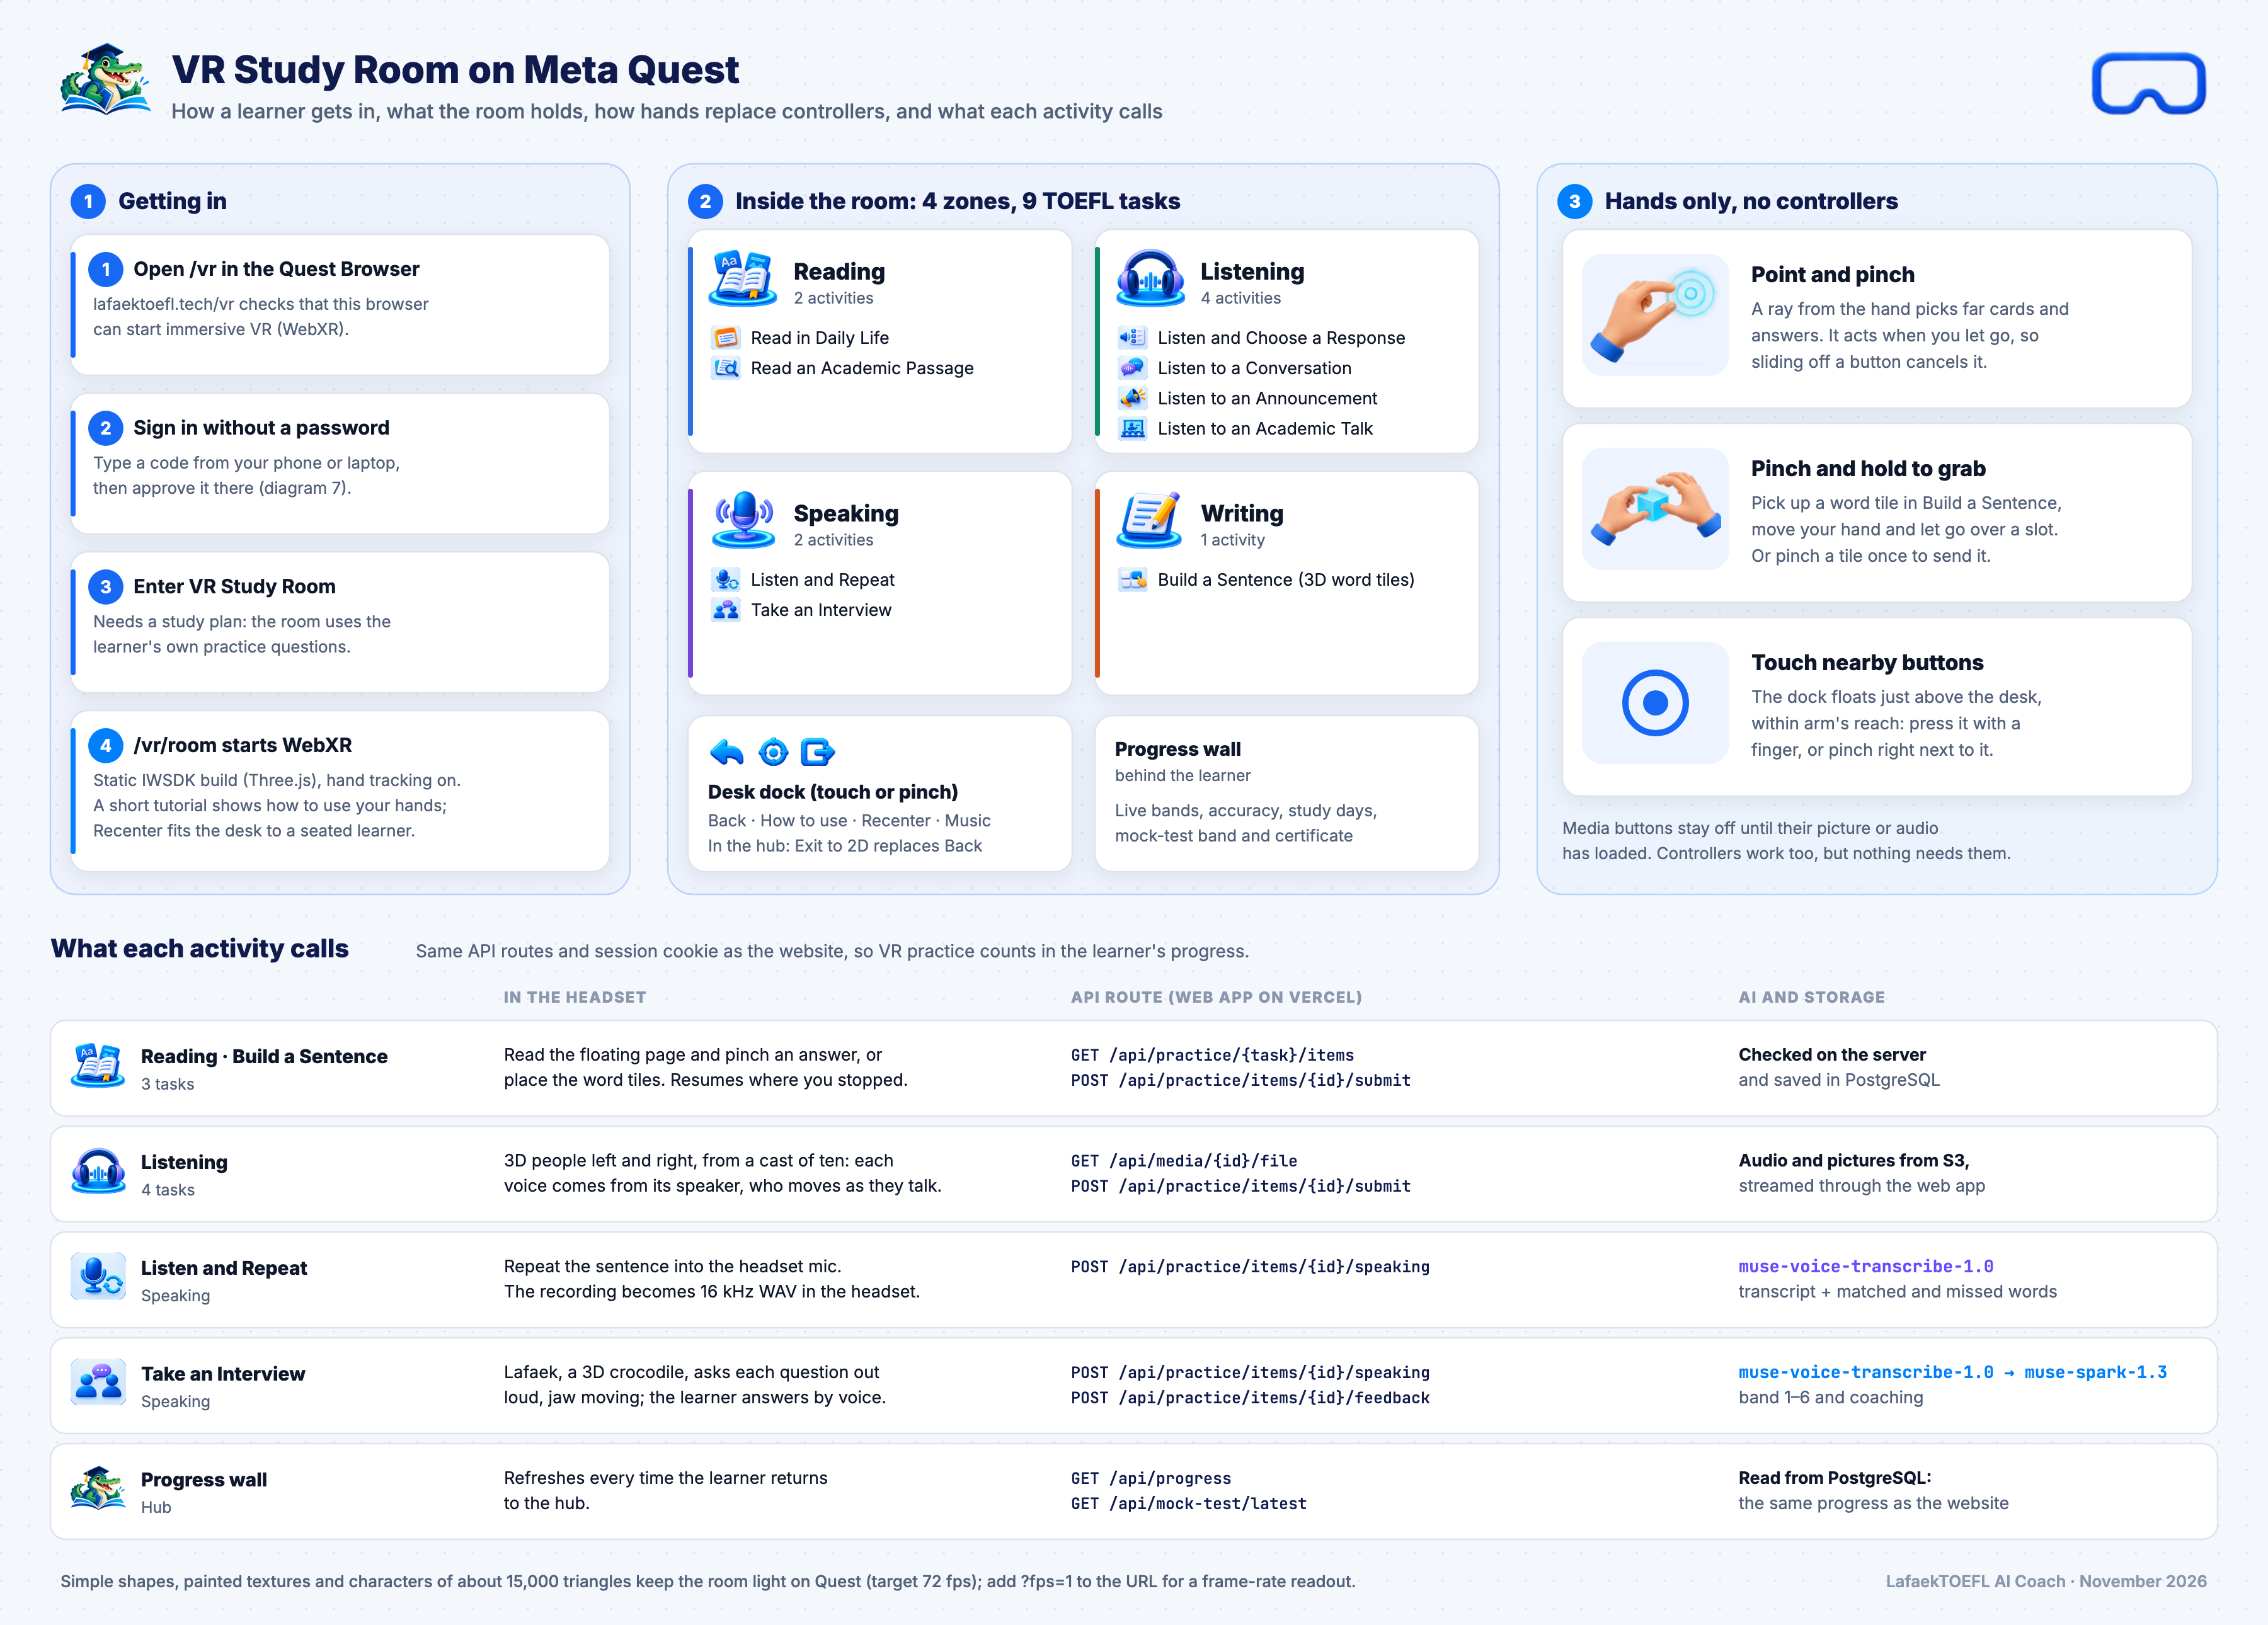 VR Study Room on Meta Quest
How a learner gets in, what the room holds, how hands replace controllers, and what each activity calls
1 Getting in
1 Open /vr in the Quest Browser
lafaektoefl.tech/vr checks that this browser
can start immersive VR (WebXR).
2 Sign in without a password
Type a code from your phone or laptop,
then approve it there (diagram 7).
3 Enter VR Study Room
Needs a study plan: the room uses the
learner's own practice questions.
4 /vr/room starts WebXR
Static IWSDK build (Three.js), hand tracking on.
A short tutorial shows how to use your hands;
Recenter fits the desk to a seated learner.
2 Inside the room: 4 zones, 9 TOEFL tasks
Aa
Reading
2 activities
Read in Daily Life
Read an Academic Passage
Listening
4 activities
Listen and Choose a Response
Listen to a Conversation
Listen to an Announcement
Listen to an Academic Talk
Speaking
2 activities
Listen and Repeat
Take an Interview
Writing
1 activity
Build a Sentence (3D word tiles)
Desk dock (touch or pinch)
Back · How to use · Recenter · Music
In the hub: Exit to 2D replaces Back
Progress wall
behind the learner
Live bands, accuracy, study days,
mock-test band and certificate
3 Hands only, no controllers
Point and pinch
A ray from the hand picks far cards and
answers. It acts when you let go, so
sliding off a button cancels it.
Pinch and hold to grab
Pick up a word tile in Build a Sentence,
move your hand and let go over a slot.
Or pinch a tile once to send it.
Touch nearby buttons
The dock floats just above the desk,
within arm's reach: press it with a
finger, or pinch right next to it.
Media buttons stay off until their picture or audio
has loaded. Controllers work too, but nothing needs them.
What each activity calls
Same API routes and session cookie as the website, so VR practice counts in the learner's progress.
IN THE HEADSET
API ROUTE (WEB APP ON VERCEL)
AI AND STORAGE
Aa
Reading · Build a Sentence
3 tasks
Read the floating page and pinch an answer, or
place the word tiles. Resumes where you stopped.
GET /api/practice/{task}/items
POST /api/practice/items/{id}/submit
Checked on the server
and saved in PostgreSQL
Listening
4 tasks
3D people left and right, from a cast of ten: each
voice comes from its speaker, who moves as they talk.
GET /api/media/{id}/file
POST /api/practice/items/{id}/submit
Audio and pictures from S3,
streamed through the web app
Listen and Repeat
Speaking
Repeat the sentence into the headset mic.
The recording becomes 16 kHz WAV in the headset.
POST /api/practice/items/{id}/speaking
muse-voice-transcribe-1.0
transcript + matched and missed words
Take an Interview
Speaking
Lafaek, a 3D crocodile, asks each question out
loud, jaw moving; the learner answers by voice.
POST /api/practice/items/{id}/speaking
POST /api/practice/items/{id}/feedback
muse-voice-transcribe-1.0 → muse-spark-1.3
band 1–6 and coaching
Progress wall
Hub
Refreshes every time the learner returns
to the hub.
GET /api/progress
GET /api/mock-test/latest
Read from PostgreSQL:
the same progress as the website
Simple shapes, painted textures and characters of about 15,000 triangles keep the room light on Quest (target 72 fps); add ?fps=1 to the URL for a frame-rate readout.
LafaekTOEFL AI Coach · November 2026